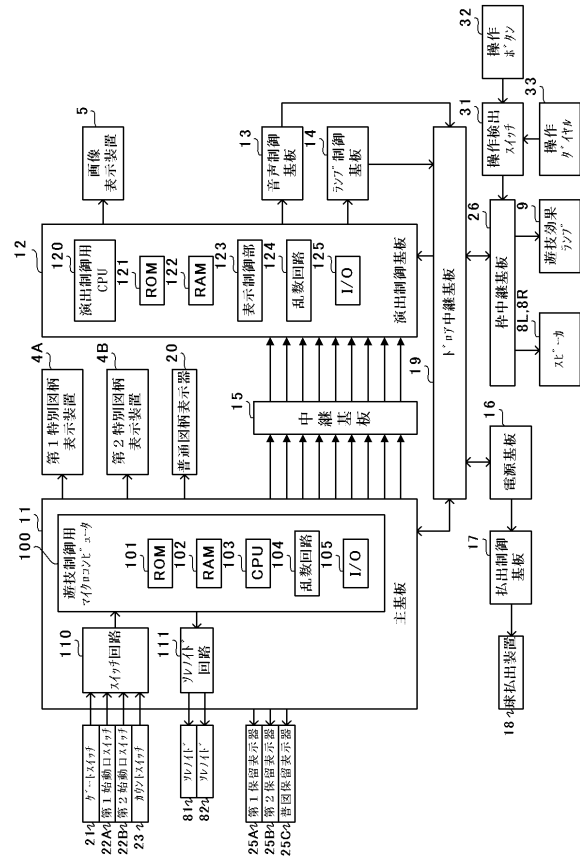 21
ゲートスイッチ
22A
第1始動口スイッチ
22B
第2始動口スイッチ
23
カウントスイッチ
110
スイッチ回路
111
ソレノイド
回路
81
ソレノイド
82
ソレノイド
25A
第1保留表示器
25B
第2保留表示器
25C
普図保留表示器
100
11
遊技制御用
マイクロコンピュータ
101
ROM
102
RAM
103
CPU
104
乱数回路
105
I/O
主基板
4A
第1特別図柄
表示装置
4B
第2特別図柄
表示装置
20
普通図柄表示器
15
中継
基板
12
120
演出制御用
CPU
121
ROM
122
RAM
123
表示制御部
124
乱数回路
125
I/O
演出制御基板
5
画像
表示装置
13
音声制御
基板
14
ランプ制御
基板
19
ドロア中継基板
16
電源基板
17
払出制御
基板
18
球払出装置
26
枠中継基板
8L,8R
スピーカ
9
遊技効果
ランプ
31
操作検出
スイッチ
32
操作
ボタン
33
操作
ダイヤル